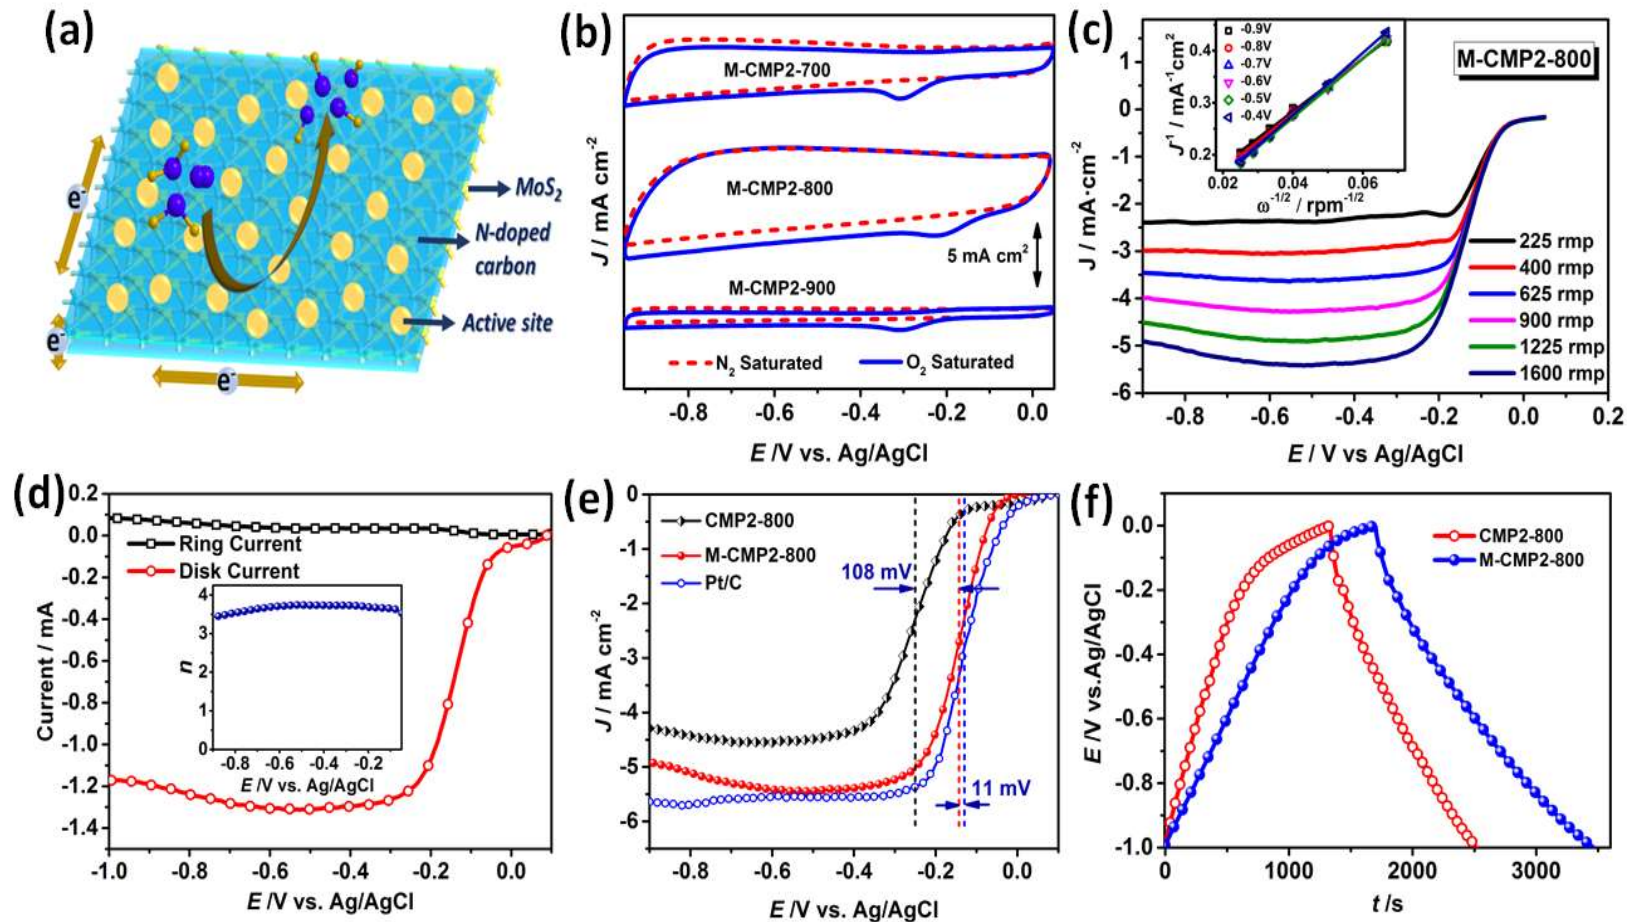 (a)
e-
e-
e-
MoS2
N-doped
carbon
Active site
(b)
M-CMP2-700
M-CMP2-800
5 mA cm2
M-CMP2-900
N2 Saturated
O2 Saturated
J / mA cm-2
-0.8 -0.6 -0.4 -0.2 0.0
E /V vs. Ag/AgCl
(c)
M-CMP2-800
-0.9V
-0.8V
-0.7V
-0.6V
-0.5V
-0.4V
J-1 / mA-1cm2
0.4
0.3
0.2
0.02 0.04 0.06
ω-1/2 / rpm-1/2
225 rmp
400 rmp
625 rmp
900 rmp
1225 rmp
1600 rmp
J / mA·cm-2
1
0
-1
-2
-3
-4
-5
-6
-0.8 -0.6 -0.4 -0.2 0.0 0.2
E / V vs Ag/AgCl
(d)
Current / mA
0.2
0.0
-0.2
-0.4
-0.6
-0.8
-1.0
-1.2
-1.4
Ring Current
Disk Current
n
4
3
2
1
0
-0.8 -0.6 -0.4 -0.2
E /V vs. Ag/AgCl
-1.0 -0.8 -0.6 -0.4 -0.2 0.0
E /V vs. Ag/AgCl
(e)
CMP2-800
M-CMP2-800
Pt/C
108 mV
11 mV
J / mA cm-2
0
-1
-2
-3
-4
-5
-6
-0.8 -0.6 -0.4 -0.2 0.0
E /V vs. Ag/AgCl
(f)
CMP2-800
M-CMP2-800
E /V vs.Ag/AgCl
0.0
-0.2
-0.4
-0.6
-0.8
-1.0
0 1000 2000 3000
t /s